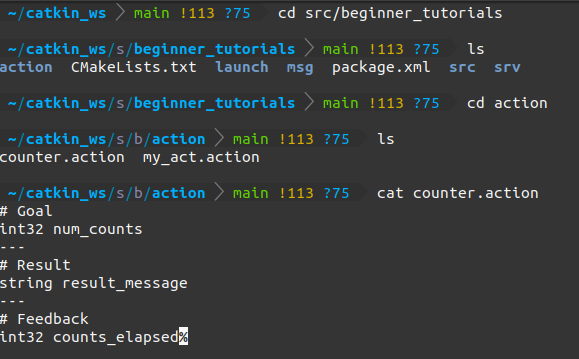 ~/catkin_ws > main !113 ?75 cd src/beginner_tutorials
~/catkin_ws/s/beginner_tutorials > main !113 ?75 ls
action CMakeLists.txt launch msg package.xml src srv
~/catkin_ws/s/beginner_tutorials > main !113 ?75 cd action
~/catkin_ws/s/b/action > main !113 ?75 ls
counter.action my_act.action
~/catkin_ws/s/b/action > main !113 ?75 cat counter.action
# Goal
int32 num_counts
---
# Result
string result_message
---
# Feedback
int32 counts_elapsed%